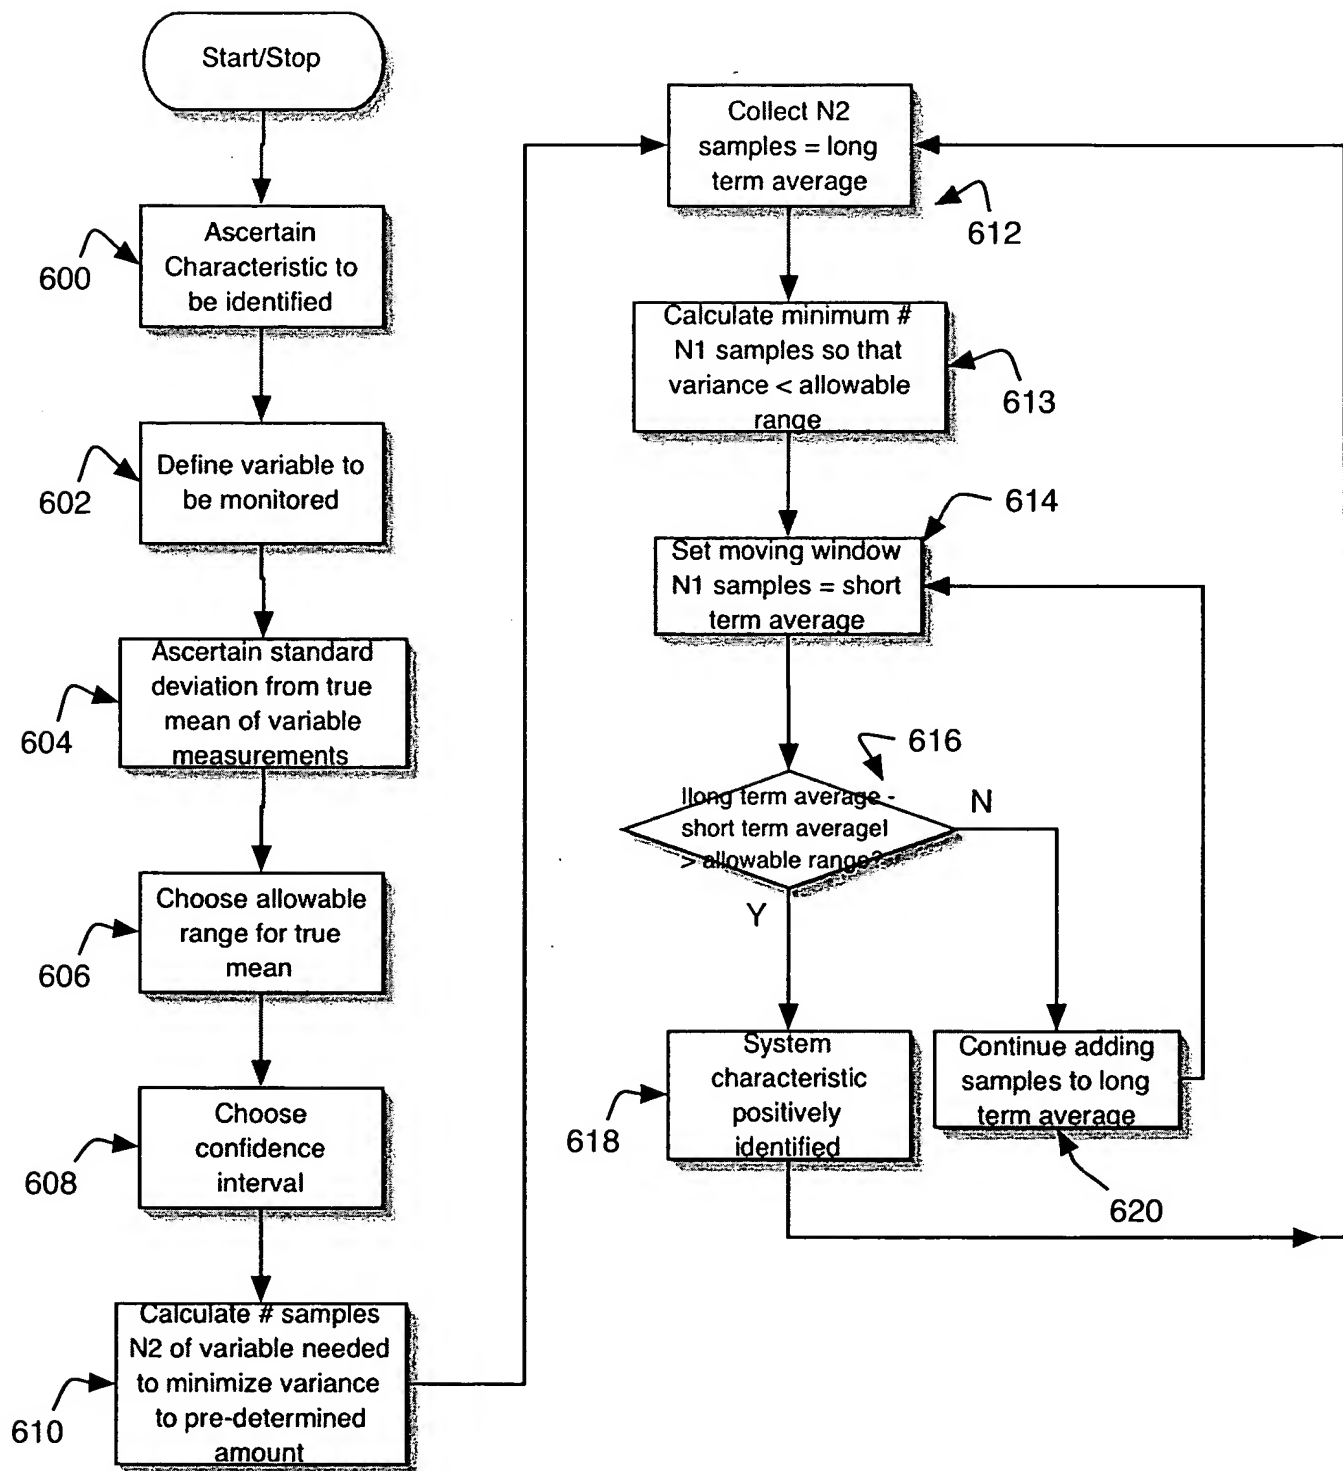 Start/Stop
Ascertain
Characteristic to
be identified
600
Define variable to
be monitored
602
Ascertain standard
deviation from true
mean of variable
measurements
604
Choose allowable
range for true
mean
606
Choose
confidence
interval
608
Calculate # samples
N2 of variable needed
to minimize variance
to pre-determined
amount
610
Collect N2
samples = long
term average
612
Calculate minimum #
N1 samples so that
variance < allowable
range
613
Set moving window
N1 samples = short
term average
614
|long term average -
short term average|
> allowable range?
616
N
Y
System
characteristic
positively
identified
618
Continue adding
samples to long
term average
620